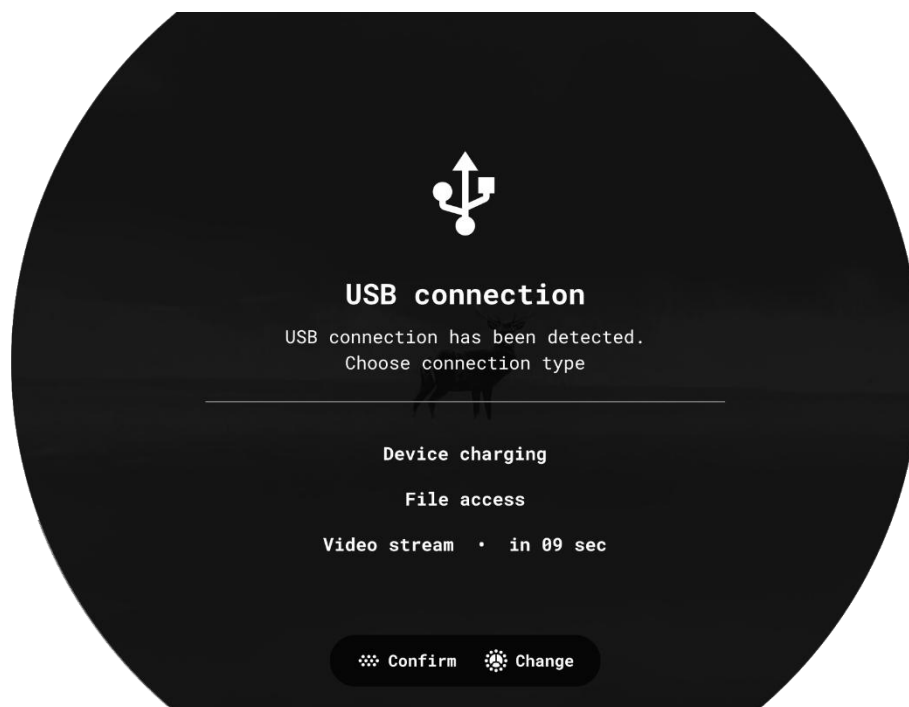 USB connection
USB connection has been detected.
Choose connection type
Device charging
File access
Video stream • in 09 sec
Confirm Change